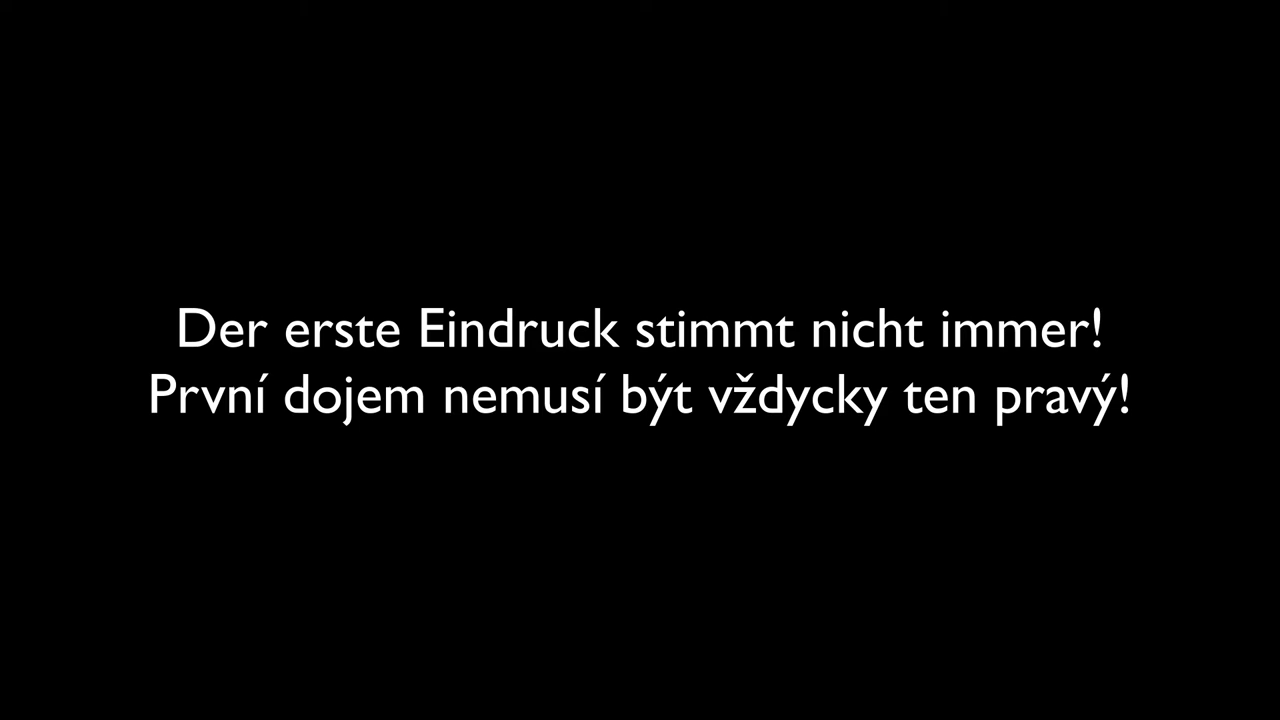 Der erste Eindruck stimmt nicht immer!
První dojem nemusí být vždycky ten pravý!